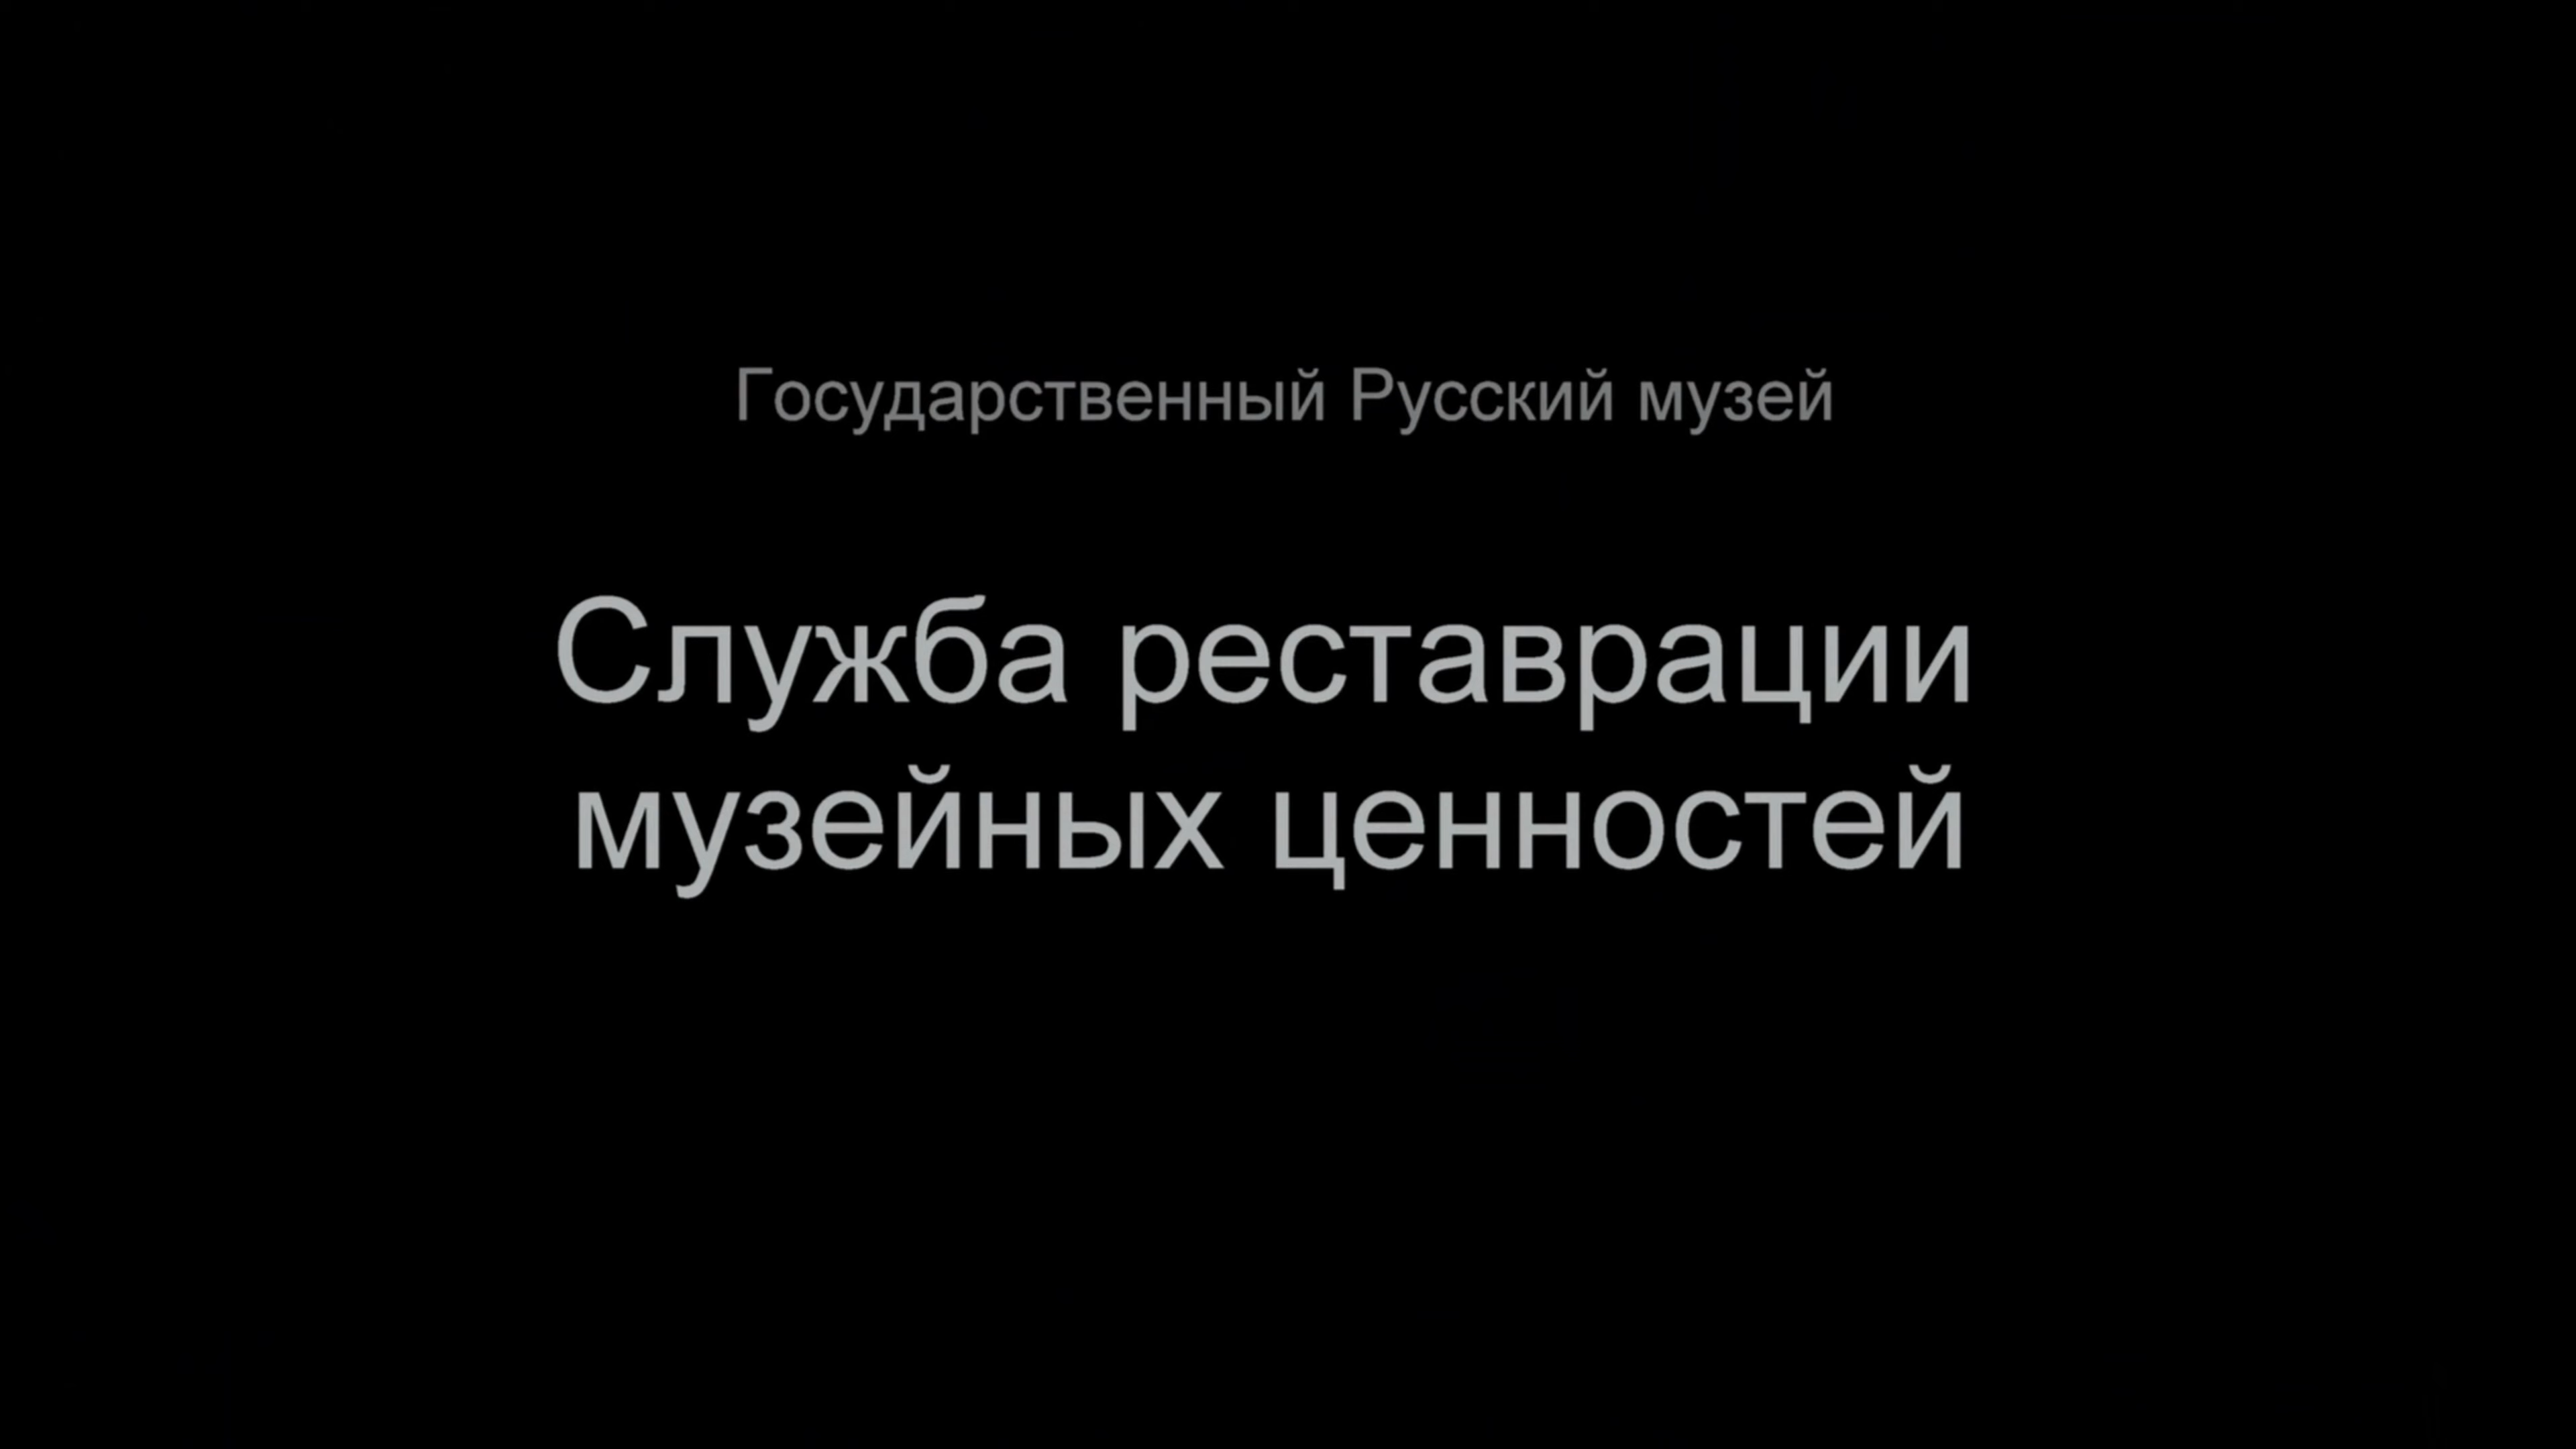 Государственный Русский музей
Служба реставрации
музейных ценностей